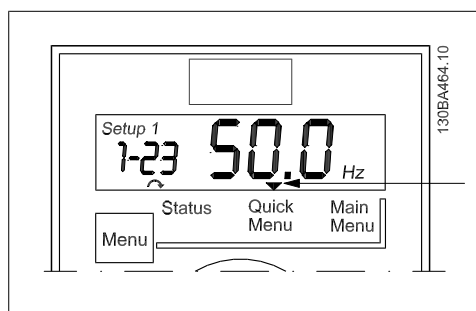 130BA464.10
Setup 1
1-23 50.0 Hz
Status Quick Menu Main Menu
Menu